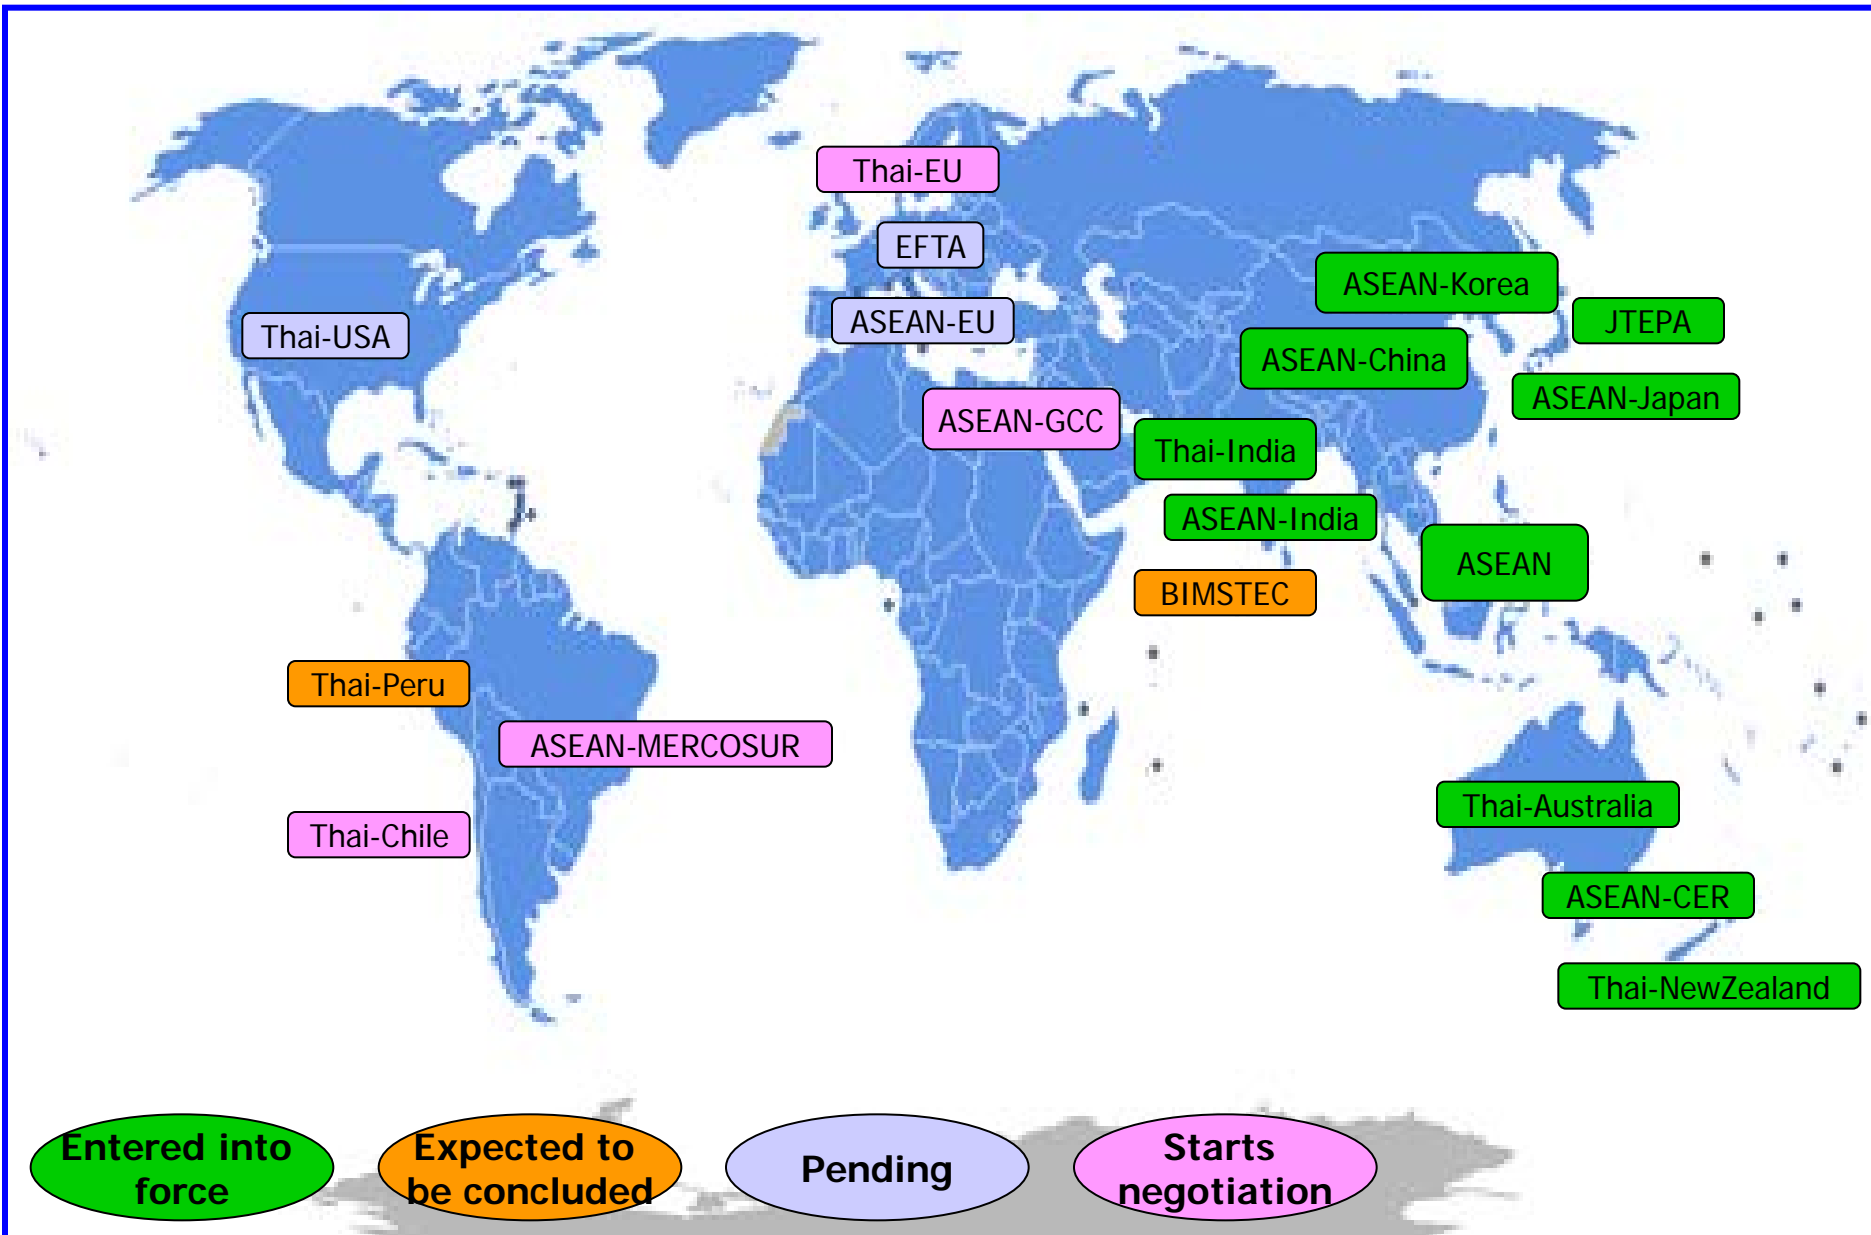 Thai-EU
EFTA
ASEAN-Korea
ASEAN-EU
JTEPA
Thai-USA
ASEAN-China
ASEAN-Japan
ASEAN-GCC
Thai-India
ASEAN-India
ASEAN
BIMSTEC
Thai-Peru
ASEAN-MERCOSUR
Thai-Australia
Thai-Chile
ASEAN-CER
Thai-NewZealand
Entered into
force
Expected to
be concluded
Pending
Starts
negotiation